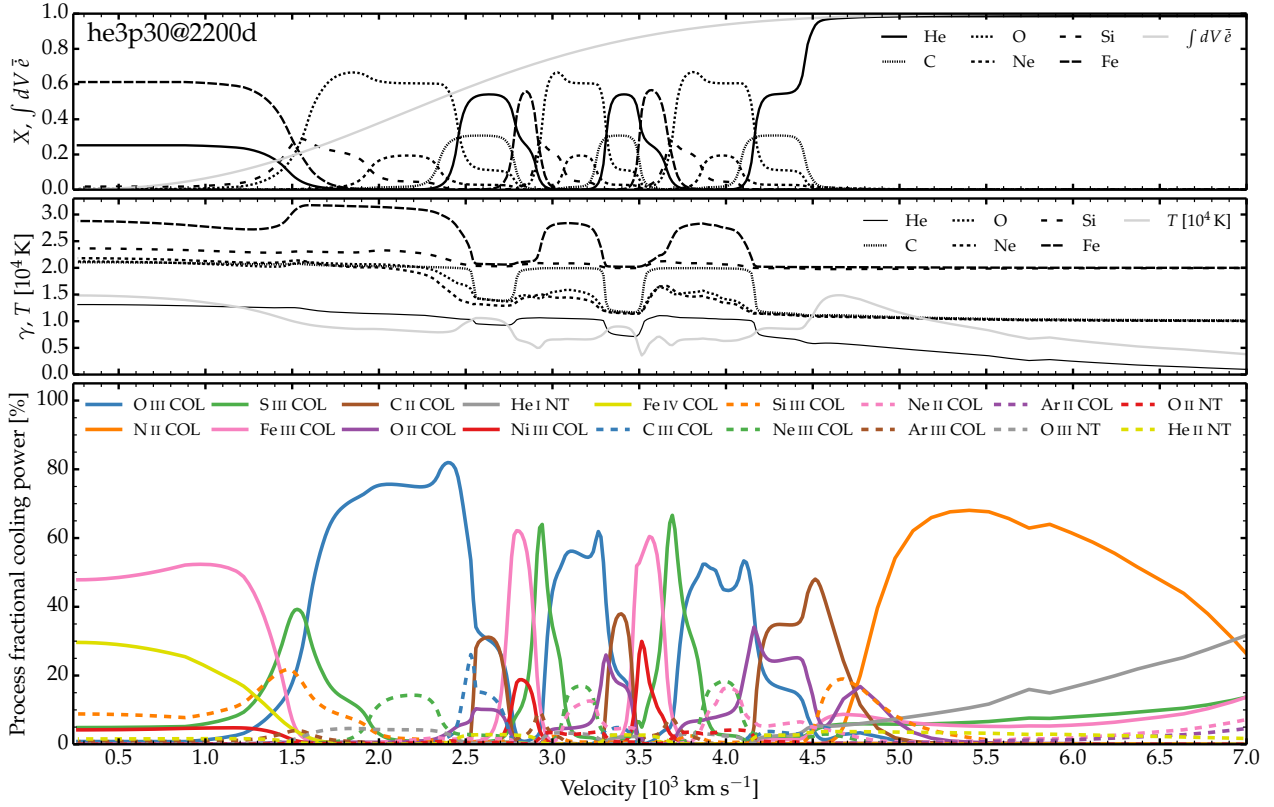 he3p30@2200d
He O Si ∫ dV ė
C Ne Fe
X, ∫ dV ė
1.0
0.8
0.6
0.4
0.2
0.0
He O Si T [10⁴ K]
C Ne Fe
γ, T [10⁴ K]
3.0
2.5
2.0
1.5
1.0
0.5
0.0
O III COL S III COL C II COL He I NT Fe IV COL Si III COL Ne II COL Ar II COL O II NT
N II COL Fe III COL O II COL Ni III COL C III COL Ne III COL Ar III COL O III NT He II NT
Process fractional cooling power [%]
100
80
60
40
20
0
0.5 1.0 1.5 2.0 2.5 3.0 3.5 4.0 4.5 5.0 5.5 6.0 6.5 7.0
Velocity [10³ km s⁻¹]